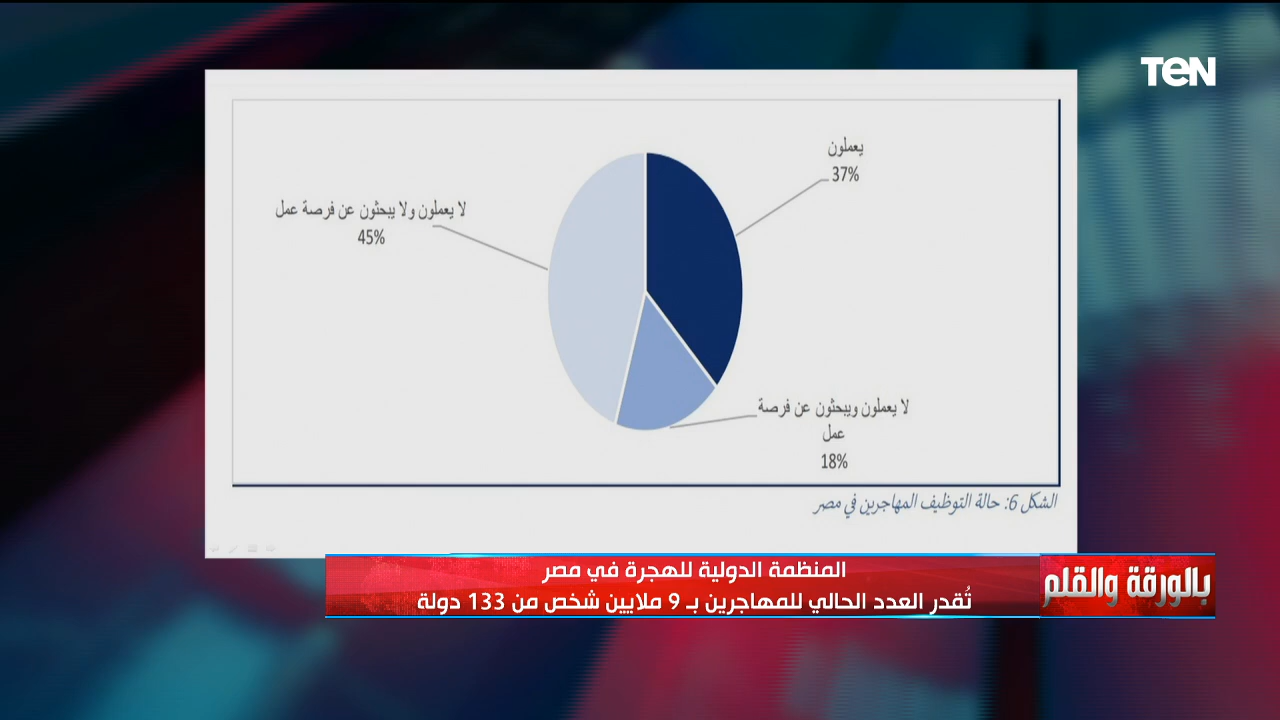 TEN
يعملون
37%
لا يعملون ولا يبحثون عن فرصة عمل
45%
لا يعملون ويبحثون عن فرصة
عمل
18%
الشكل 6: حالة التوظيف المهاجرين في مصر
بالورقة والقلم
المنظمة الدولية للهجرة في مصر
تُقدر العدد الحالي للمهاجرين بـ 9 ملايين شخص من 133 دولة